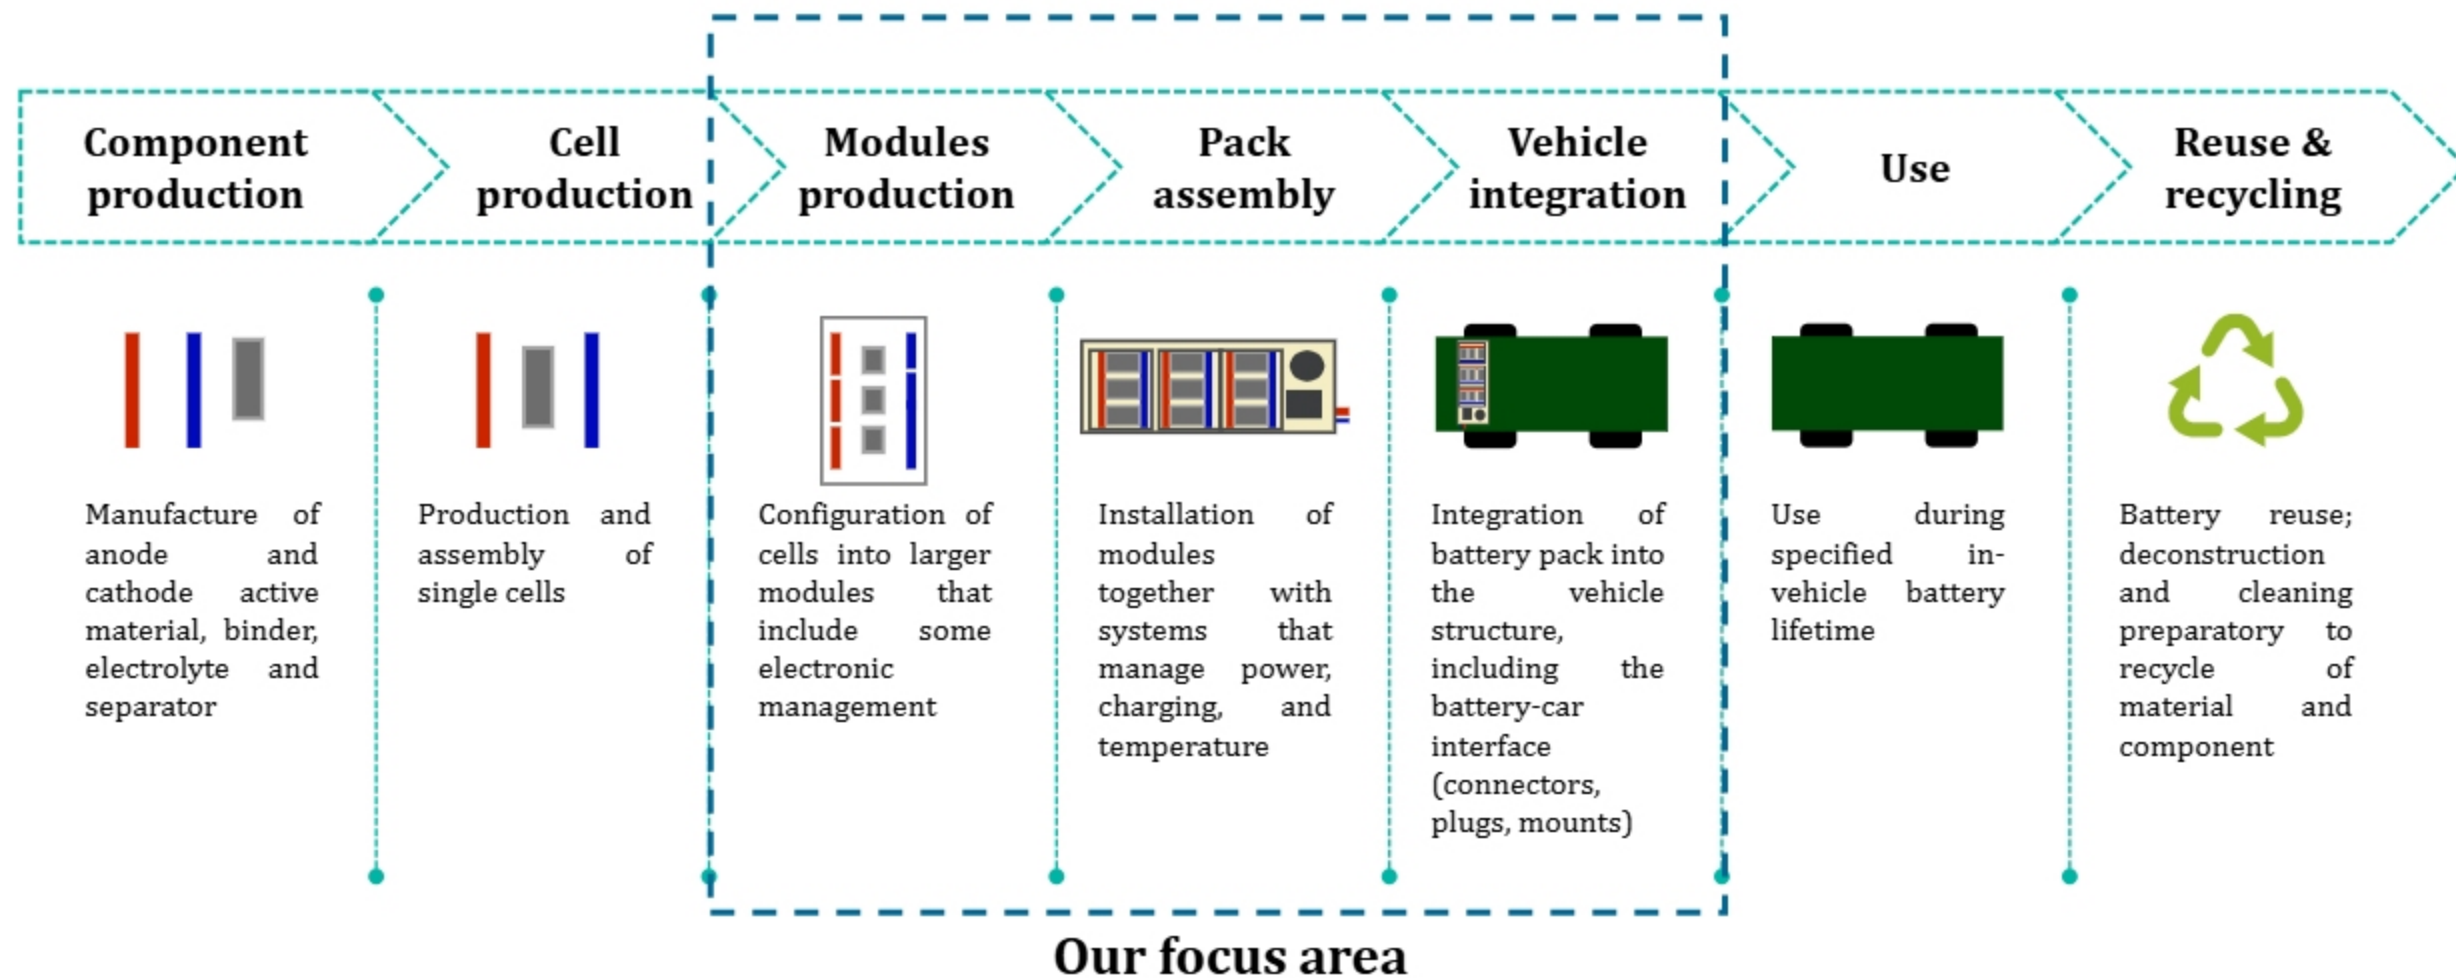 Component
production
Cell
production
Modules
production
Pack
assembly
Vehicle
integration
Use
Reuse &
recycling
Manufacture of
anode and
cathode active
material, binder,
electrolyte and
separator
Production and
assembly of
single cells
Configuration of
cells into larger
modules that
include some
electronic
management
Installation of
modules
together with
systems that
manage power,
charging, and
temperature
Integration of
battery pack into
the vehicle
structure,
including the
battery-car
interface
(connectors,
plugs, mounts)
Use during
specified in-
vehicle battery
lifetime
Battery reuse;
deconstruction
and cleaning
preparatory to
recycle of
material and
component
Our focus area